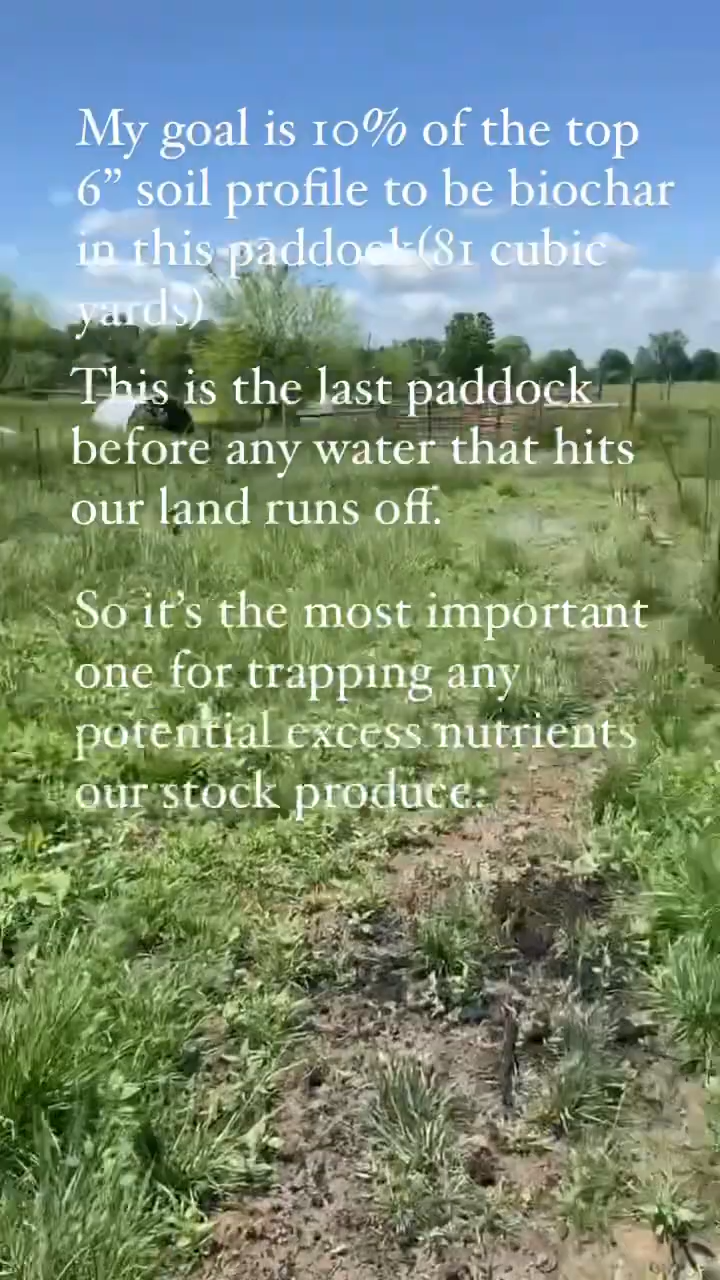 My goal is 10% of the top
6” soil profile to be biochar
in this paddock(81 cubic
yards)
This is the last paddock
before any water that hits
our land runs off.
So it’s the most important
one for trapping any
potential excess nutrients
our stock produce.